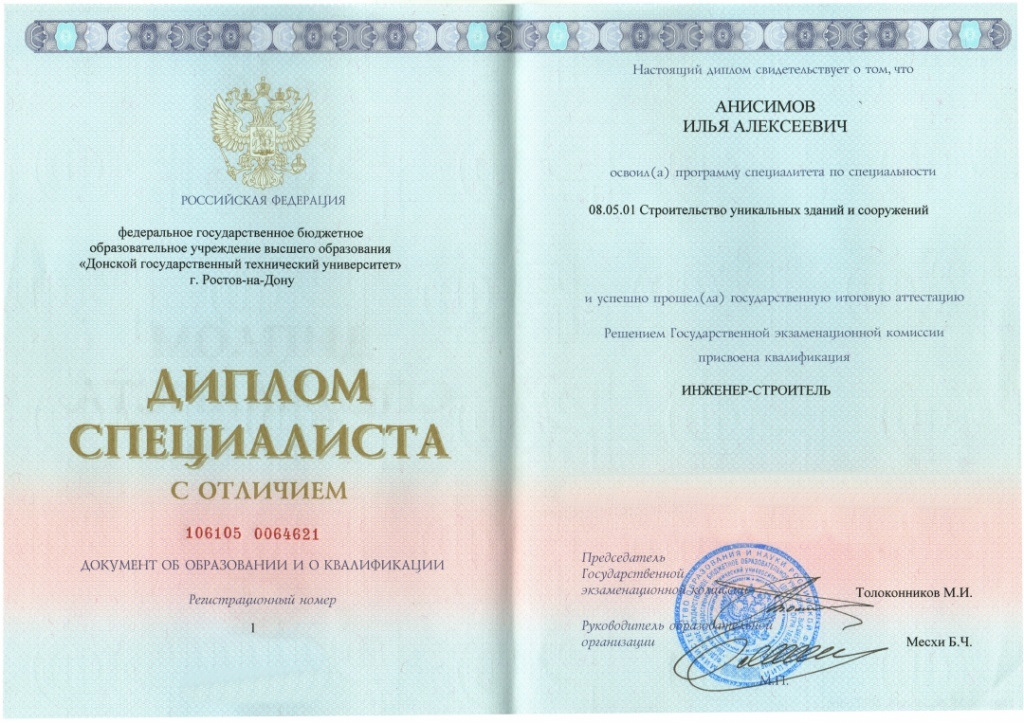 РОССИЙСКАЯ ФЕДЕРАЦИЯ
федеральное государственное бюджетное
образовательное учреждение высшего образования
«Донской государственный технический университет»
г. Ростов-на-Дону
ДИПЛОМ
СПЕЦИАЛИСТА
С ОТЛИЧИЕМ
106105 0064621
ДОКУМЕНТ ОБ ОБРАЗОВАНИИ И О КВАЛИФИКАЦИИ
Регистрационный номер
1
Настоящий диплом свидетельствует о том, что
АНИСИМОВ
ИЛЬЯ АЛЕКСЕЕВИЧ
освоил(а) программу специалитета по специальности
08.05.01 Строительство уникальных зданий и сооружений
и успешно прошел(ла) государственную итоговую аттестацию
Решением Государственной экзаменационной комиссии
присвоена квалификация
ИНЖЕНЕР-СТРОИТЕЛЬ
Председатель
Государственной
экзаменационной комиссии
Толоконников М.И.
Руководитель образовательной
организации
Месхи Б.Ч.
М.П.